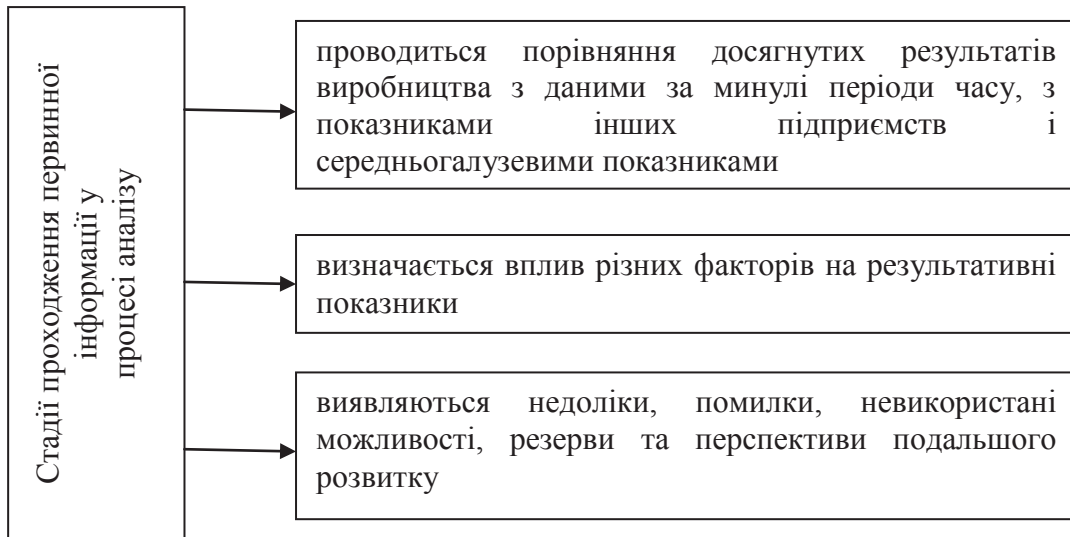 Стадії проходження первинної
інформації у
процесі аналізу
проводиться порівняння досягнутих результатів
виробництва з даними за минулі періоди часу, з
показниками інших підприємств і
середньогалузевими показниками
визначається вплив різних факторів на результативні
показники
виявляються недоліки, помилки, невикористані
можливості, резерви та перспективи подальшого
розвитку